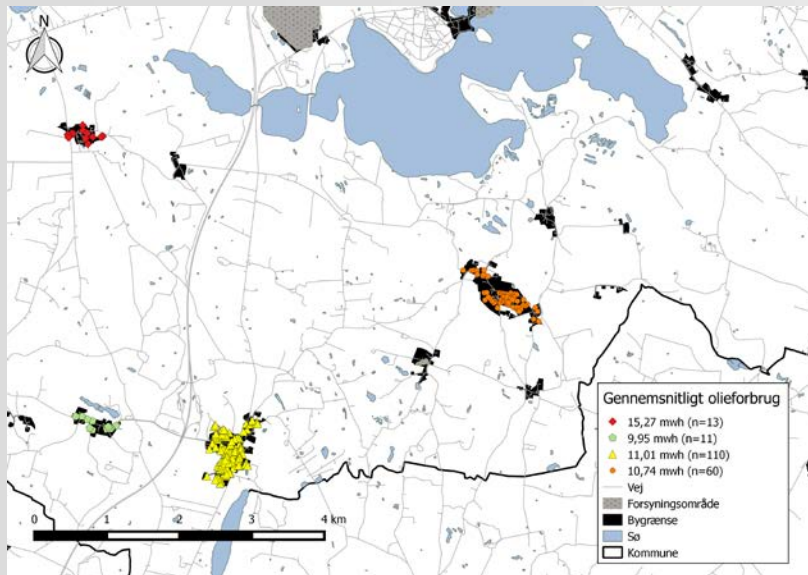 N
Gennemsnitligt olieforbrug
15,27 mwh (n=13)
9,95 mwh (n=11)
11,01 mwh (n=110)
10,74 mwh (n=60)
Vej
Forsyningsområde
Bygrænse
Sø
Kommune
0 1 2 3 4 km